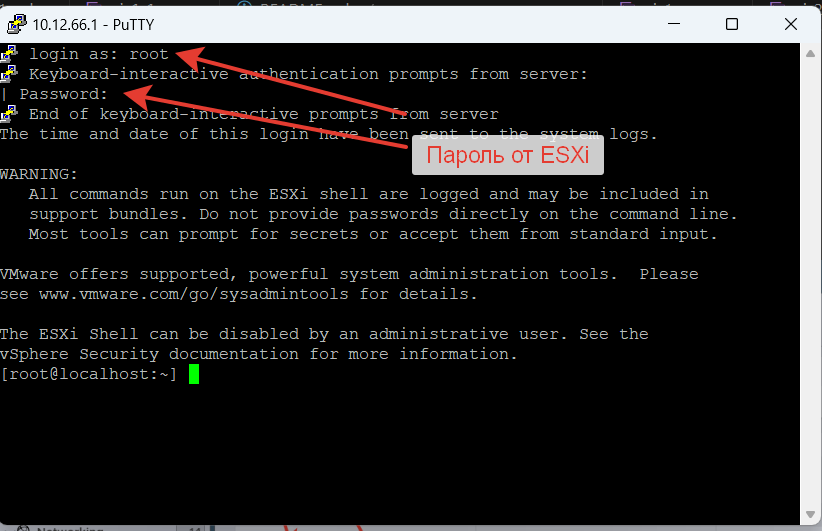 10.12.66.1 - PuTTY
login as: root
Keyboard-interactive authentication prompts from server:
| Password:
End of keyboard-interactive prompts from server
The time and date of this login have been sent to the system logs.
Пароль от ESXi
WARNING:
All commands run on the ESXi shell are logged and may be included in
support bundles. Do not provide passwords directly on the command line.
Most tools can prompt for secrets or accept them from standard input.
VMware offers supported, powerful system administration tools.  Please
see www.vmware.com/go/sysadmintools for details.
The ESXi Shell can be disabled by an administrative user. See the
vSphere Security documentation for more information.
[root@localhost:~]